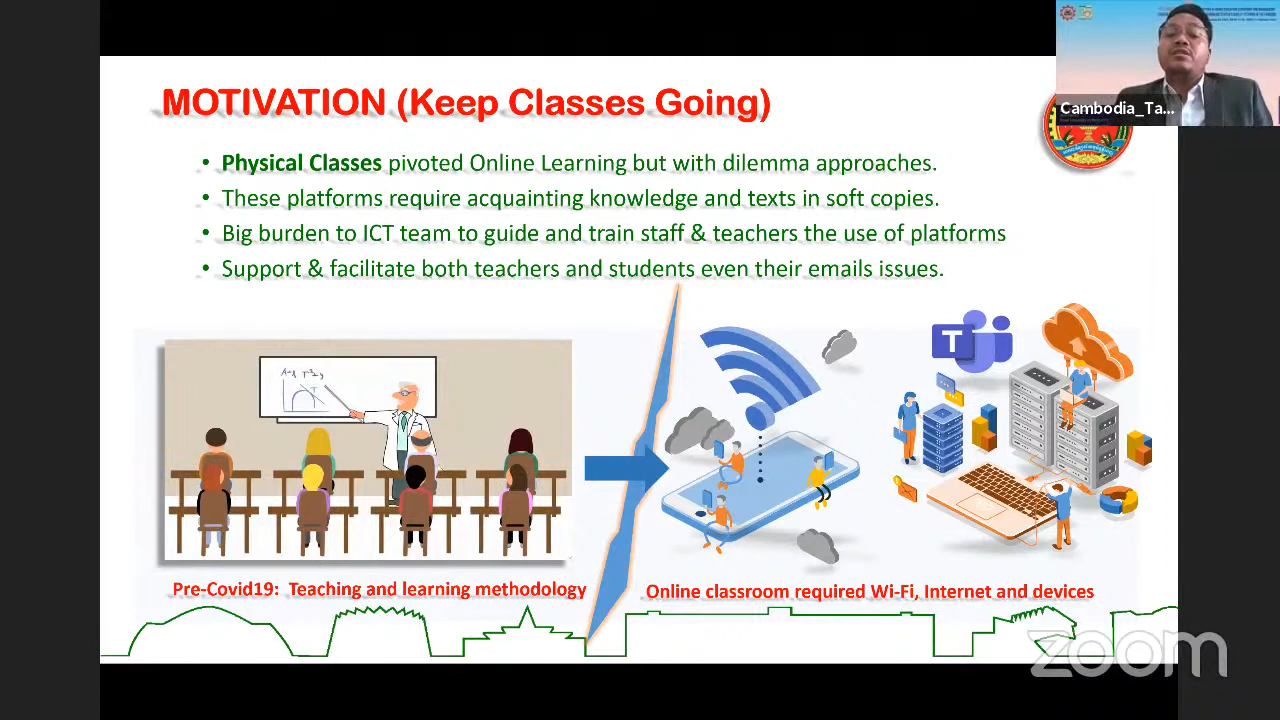 MOTIVATION (Keep Classes Going)
Cambodia_Ta...
• Physical Classes pivoted Online Learning but with dilemma approaches.
• These platforms require acquainting knowledge and texts in soft copies.
• Big burden to ICT team to guide and train staff & teachers the use of platforms
• Support & facilitate both teachers and students even their emails issues.
T
Pre-Covid19: Teaching and learning methodology
Online classroom required Wi-Fi, Internet and devices
zoom